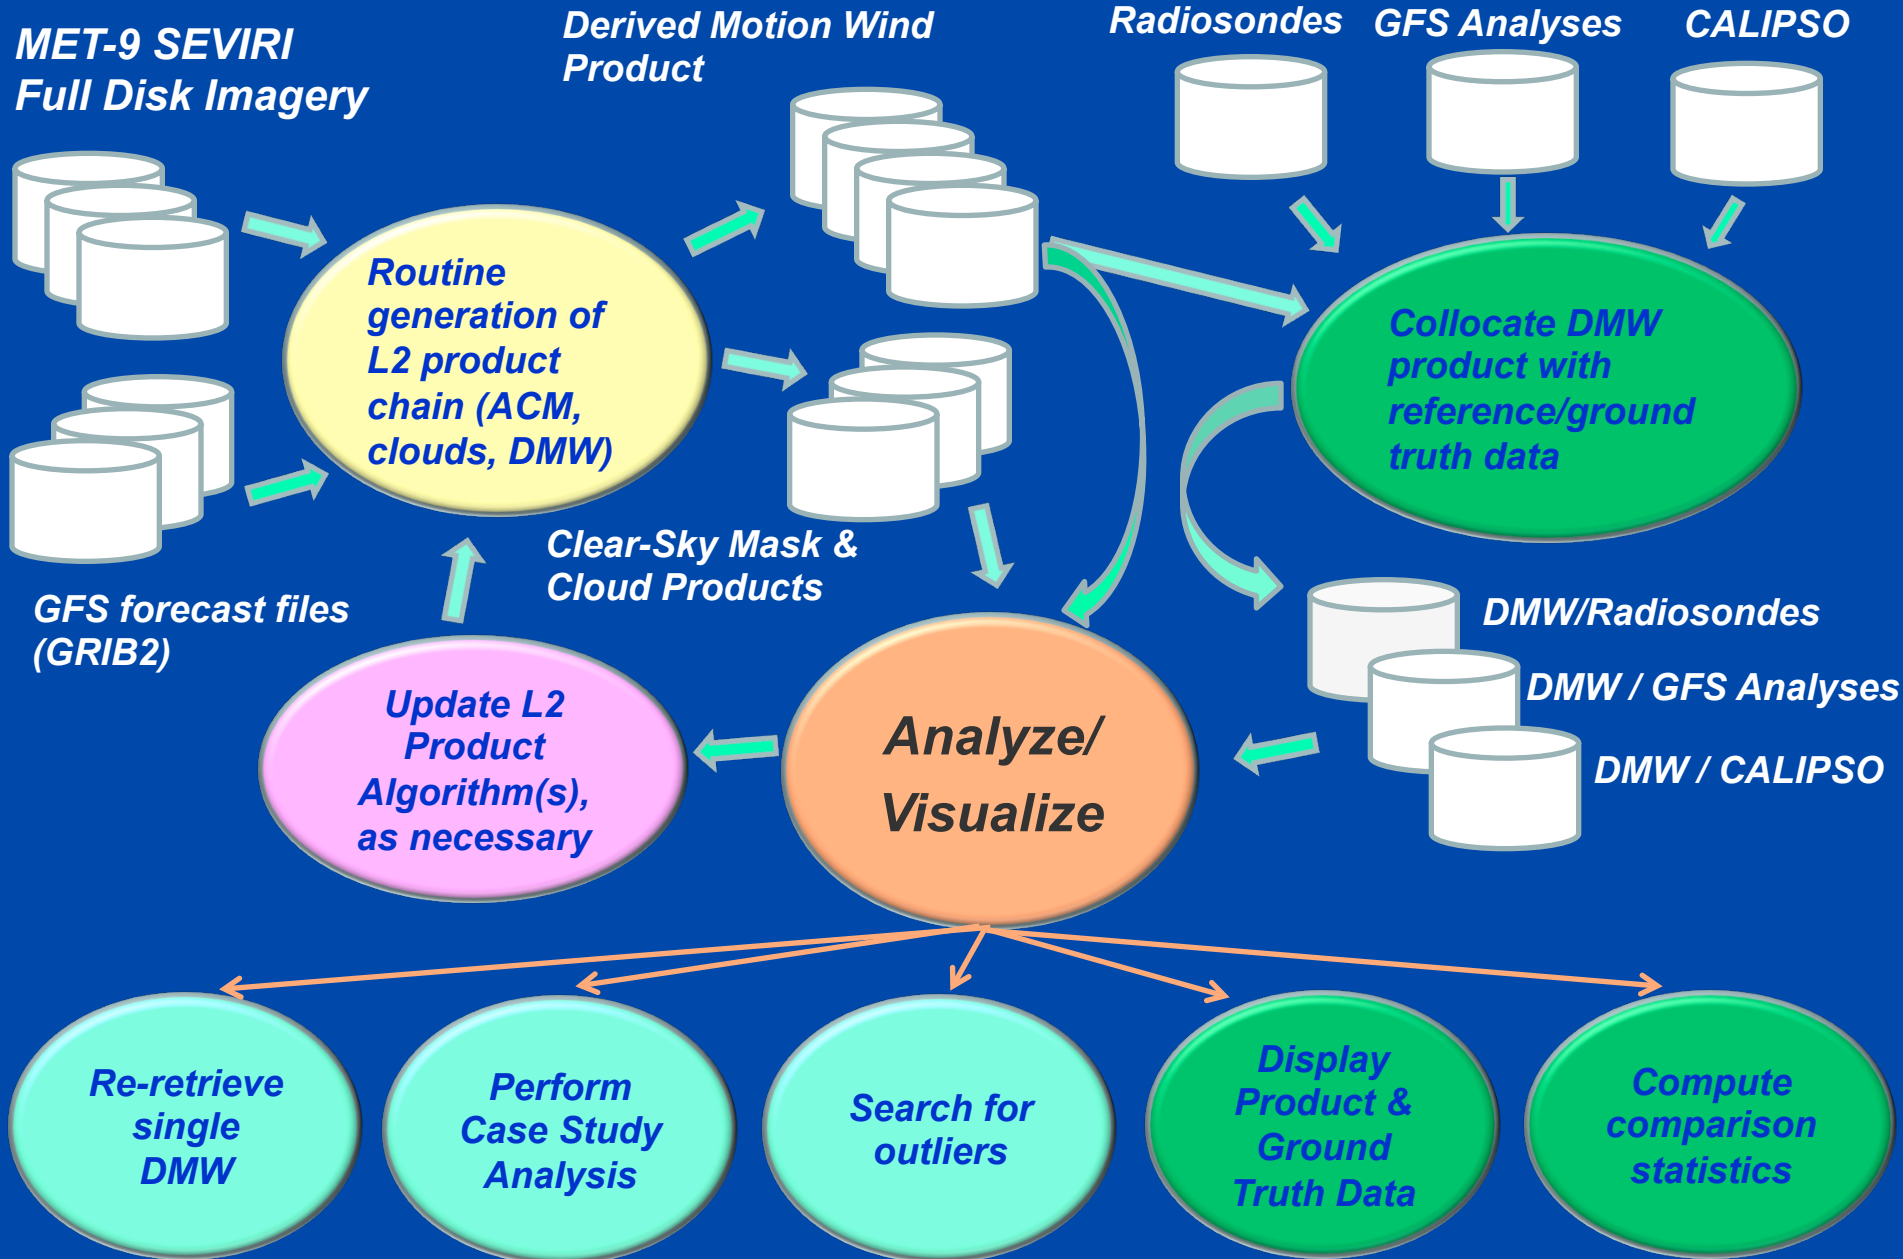 MET-9 SEVIRI
Full Disk Imagery
Derived Motion Wind
Product
Radiosondes
GFS Analyses
CALIPSO
Routine
generation of
L2 product
chain (ACM,
clouds, DMW)
Collocate DMW
product with
reference/ground
truth data
GFS forecast files
(GRIB2)
Clear-Sky Mask &
Cloud Products
DMW/Radiosondes
DMW / GFS Analyses
DMW / CALIPSO
Update L2
Product
Algorithm(s),
as necessary
Analyze/
Visualize
Re-retrieve
single
DMW
Perform
Case Study
Analysis
Search for
outliers
Display
Product &
Ground
Truth Data
Compute
comparison
statistics